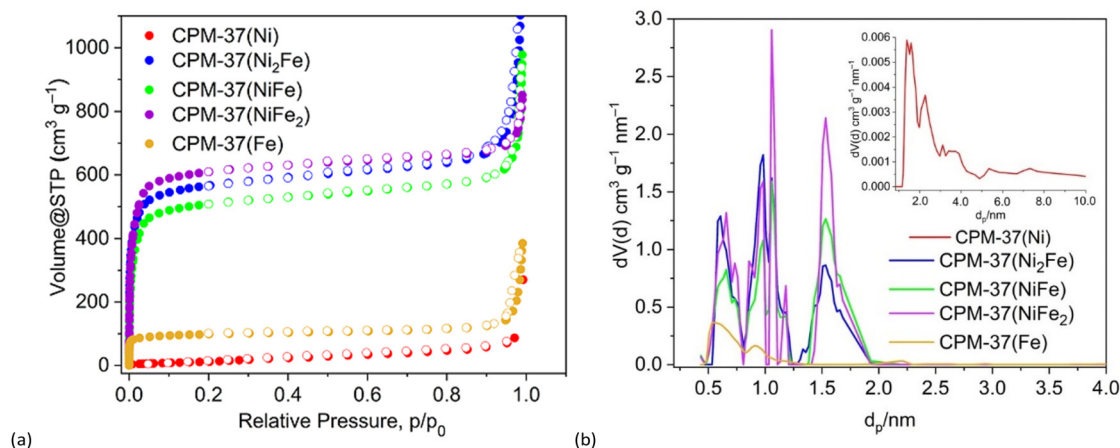 1000
800
600
400
200
0
Volume@STP (cm³ g⁻¹)
CPM-37(Ni)
CPM-37(Ni₂Fe)
CPM-37(NiFe)
CPM-37(NiFe₂)
CPM-37(Fe)
0.0 0.2 0.4 0.6 0.8 1.0
Relative Pressure, p/p₀
(a)
3.0
2.5
2.0
1.5
1.0
0.5
0.0
dV(d) cm³ g⁻¹ nm⁻¹
0.006
0.005
0.004
0.003
0.002
0.001
0.000
dV(d) cm³ g⁻¹ nm⁻¹
2.0 4.0 6.0 8.0 10.0
dₚ/nm
CPM-37(Ni)
CPM-37(Ni₂Fe)
CPM-37(NiFe)
CPM-37(NiFe₂)
CPM-37(Fe)
0.5 1.0 1.5 2.0 2.5 3.0 3.5 4.0
dₚ/nm
(b)